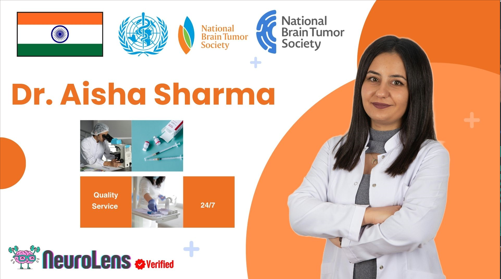 National
Brain Tumor
Society
National
Brain Tumor
Society
Dr. Aisha Sharma
Quality
Service
24/7
NeuroLens
Verified